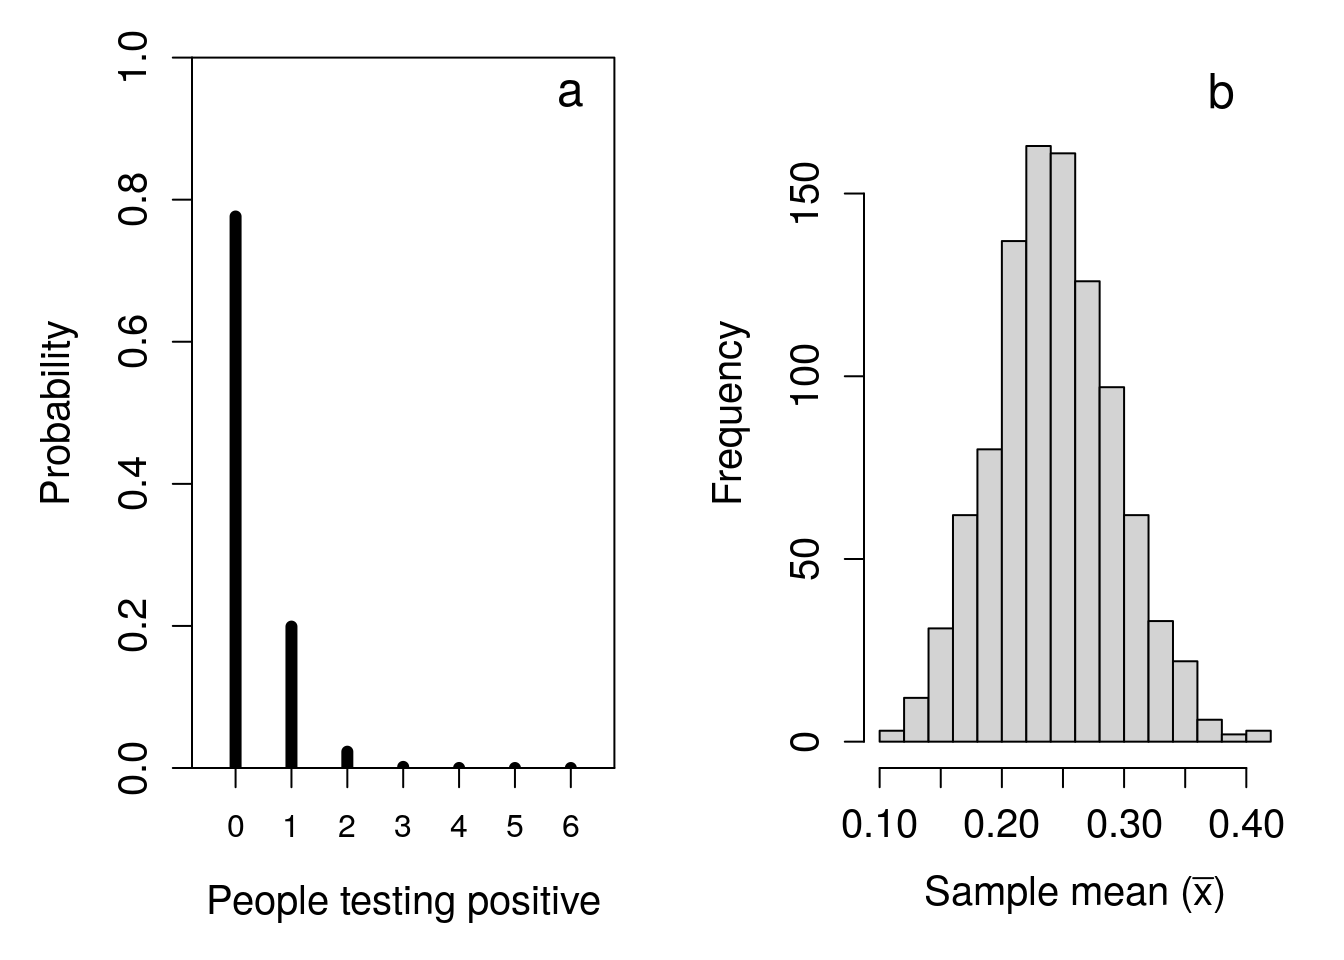 a
Probability
1.0
0.8
0.6
0.4
0.2
0.0
0 1 2 3 4 5 6
People testing positive
b
Frequency
150
100
50
0
0.10 0.20 0.30 0.40
Sample mean (x̅)